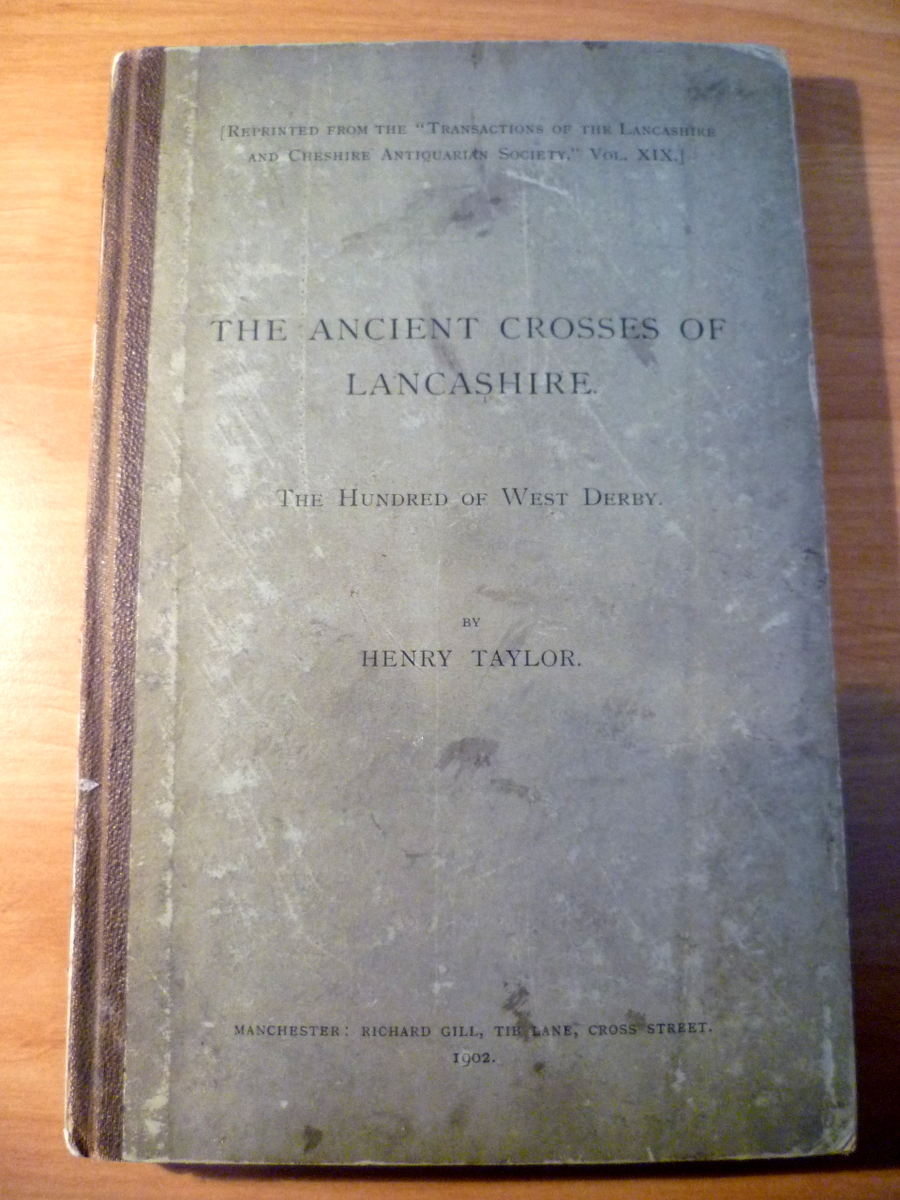 [REPRINTED FROM THE "TRANSACTIONS OF THE LANCASHIRE
AND CHESHIRE ANTIQUARIAN SOCIETY," VOL. XIX.]
THE ANCIENT CROSSES OF
LANCASHIRE.
THE HUNDRED OF WEST DERBY.
BY
HENRY TAYLOR.
MANCHESTER: RICHARD GILL, TIB LANE, CROSS STREET.
1902.